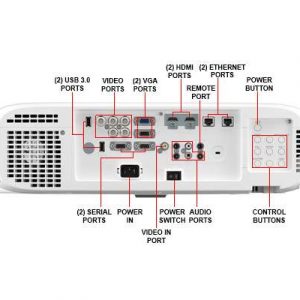 (2) USB 3.0
PORTS
VIDEO
PORTS
(2) VGA
PORTS
(2) HDMI
PORTS
REMOTE
PORT
(2) ETHERNET
PORTS
POWER
BUTTON
(2) SERIAL
PORTS
POWER
IN
VIDEO IN
PORT
POWER
SWITCH
AUDIO
PORTS
CONTROL
BUTTONS